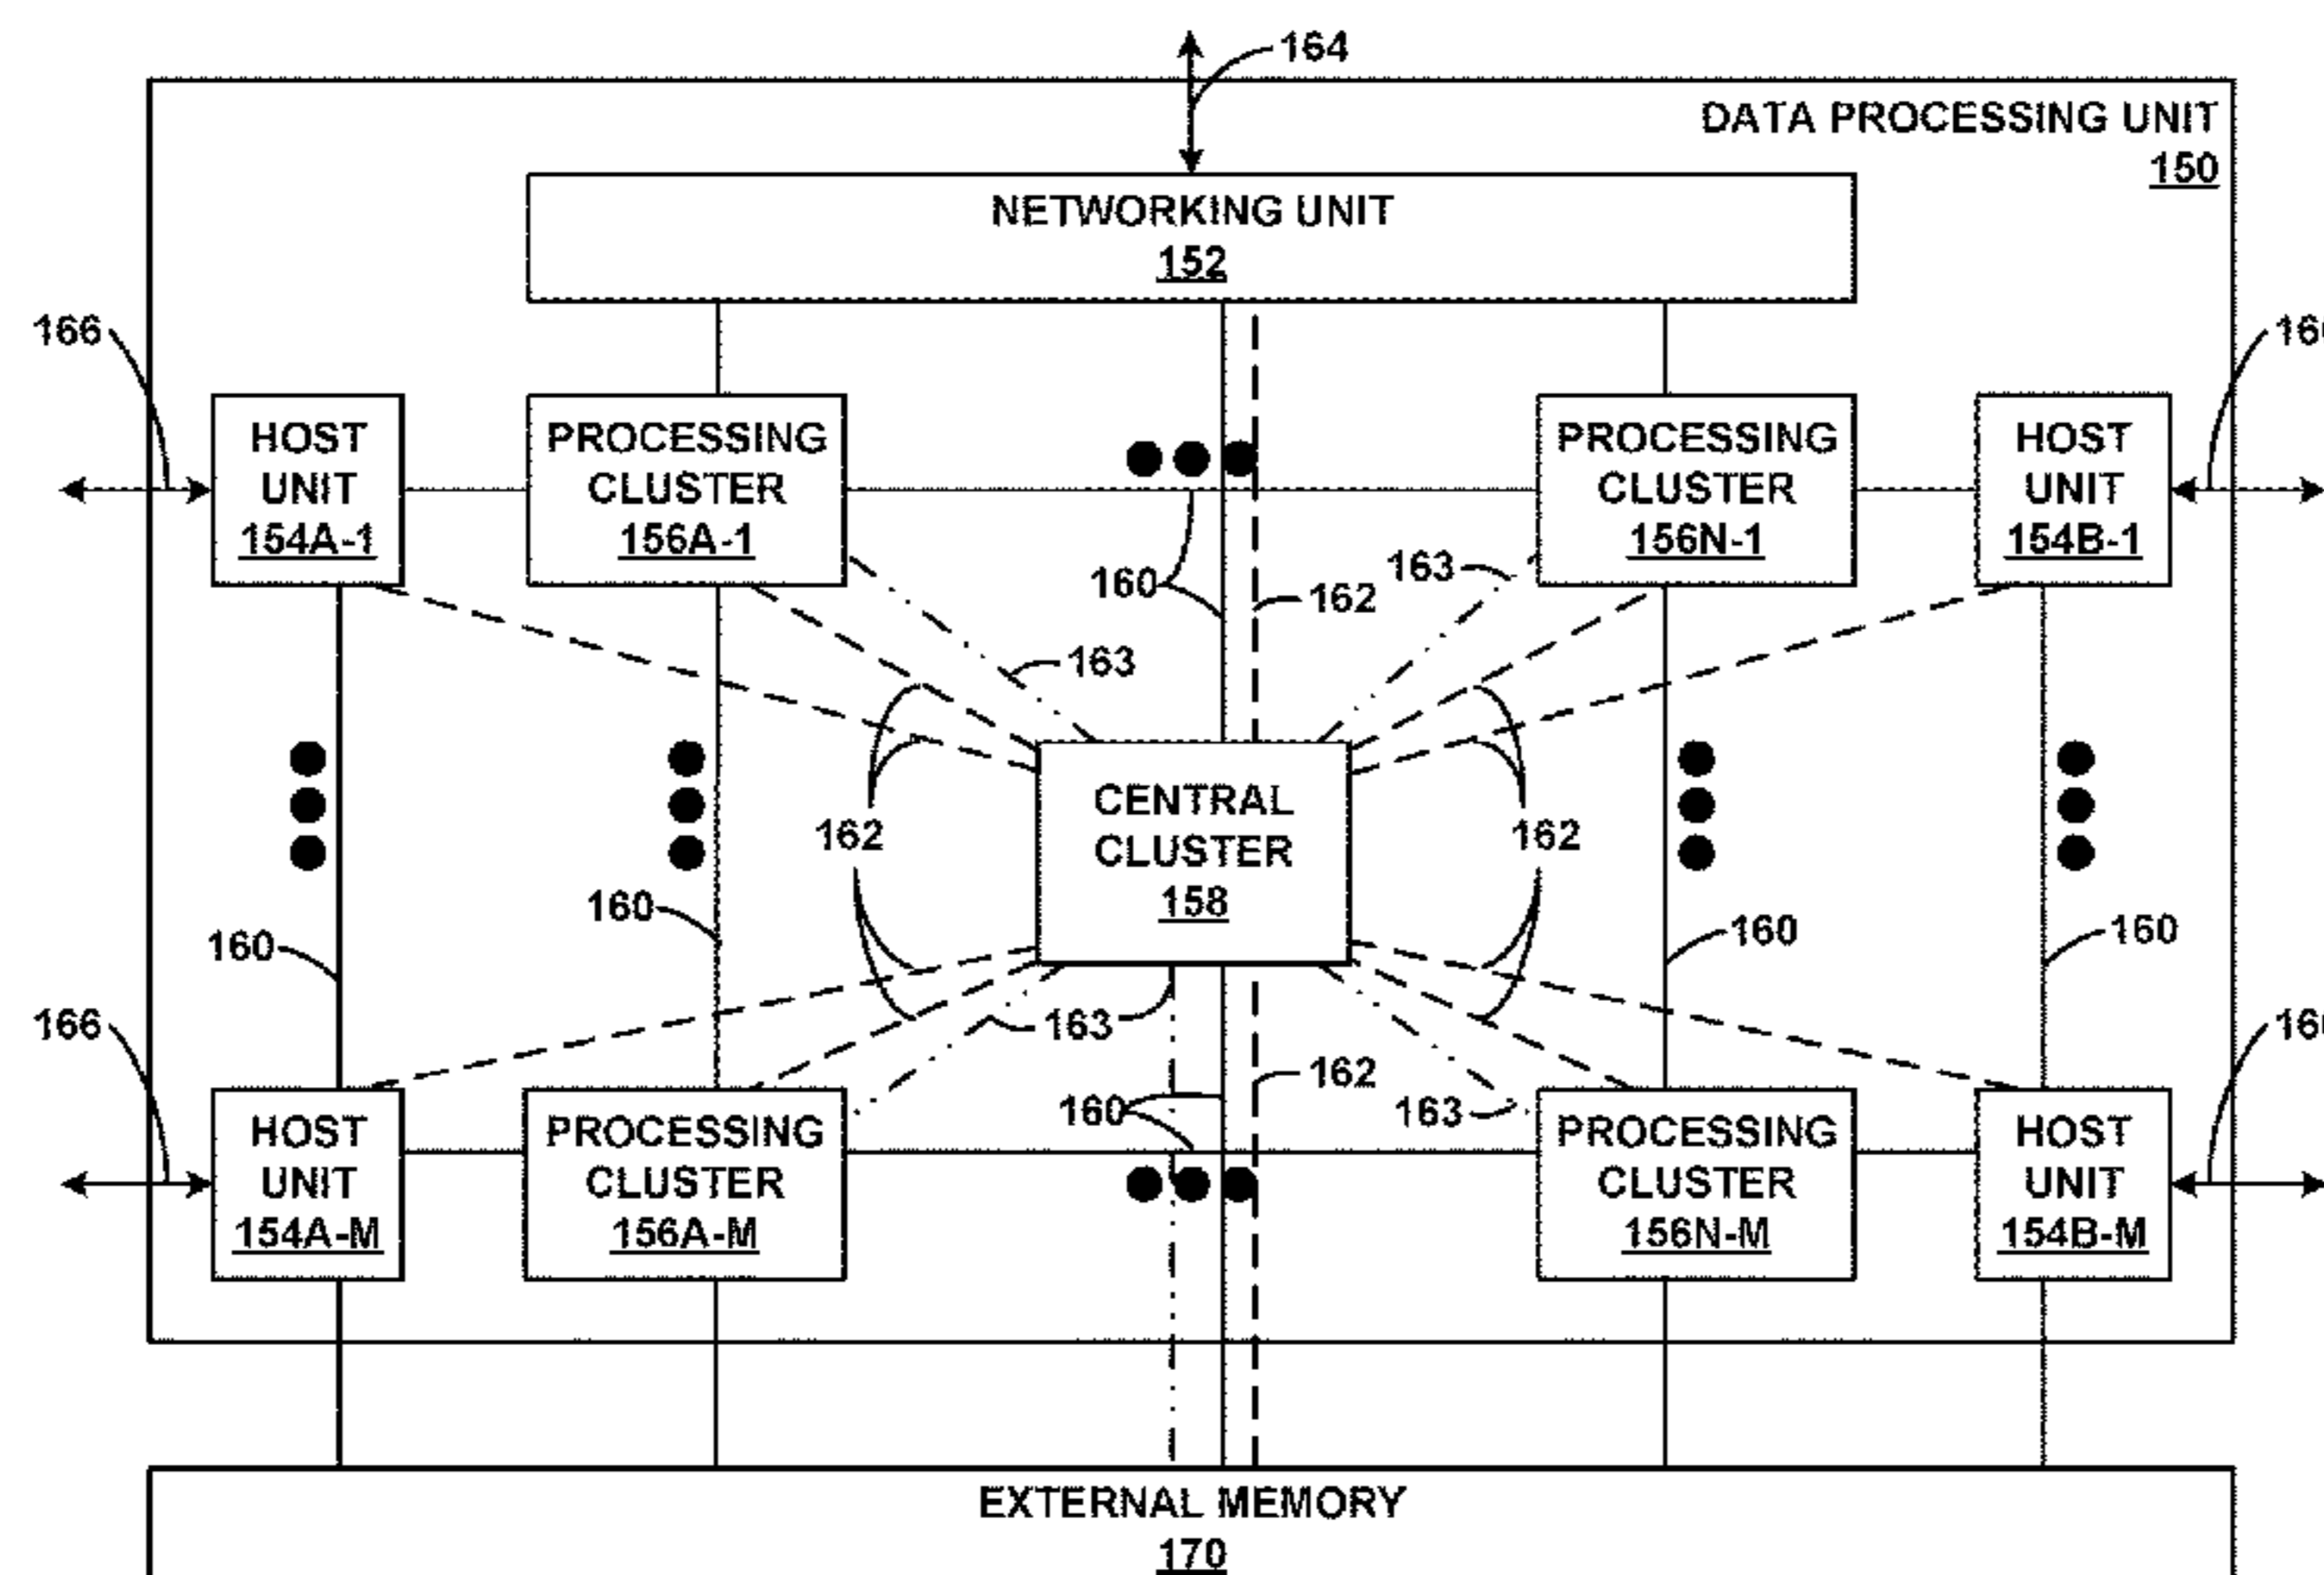 164
DATA PROCESSING UNIT
150
NETWORKING UNIT
152
166
16
HOST
UNIT
154A-1
PROCESSING
CLUSTER
156A-1
PROCESSING
CLUSTER
156N-1
HOST
UNIT
154B-1
160
162
163
163
162
CENTRAL
CLUSTER
158
162
160
160
160
160
166
163
16
162
160
163
HOST
UNIT
154A-M
PROCESSING
CLUSTER
156A-M
PROCESSING
CLUSTER
156N-M
HOST
UNIT
154B-M
EXTERNAL MEMORY
170